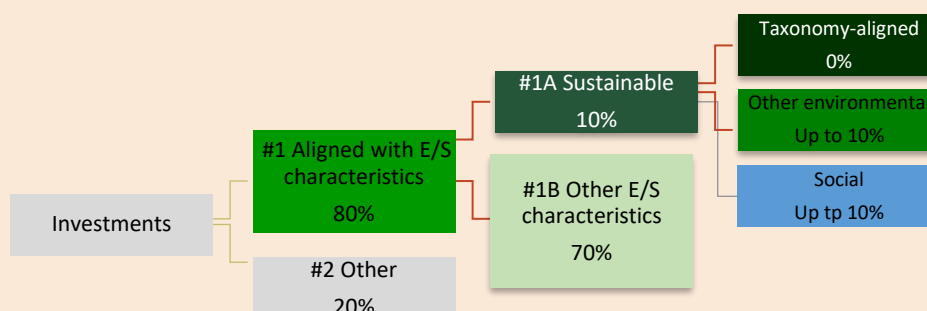 Taxonomy-aligned
0%
#1A Sustainable
10%
Other environmenta
Up to 10%
#1 Aligned with E/S
characteristics
80%
#1B Other E/S
characteristics
70%
Social
Up tp 10%
Investments
#2 Other
20%